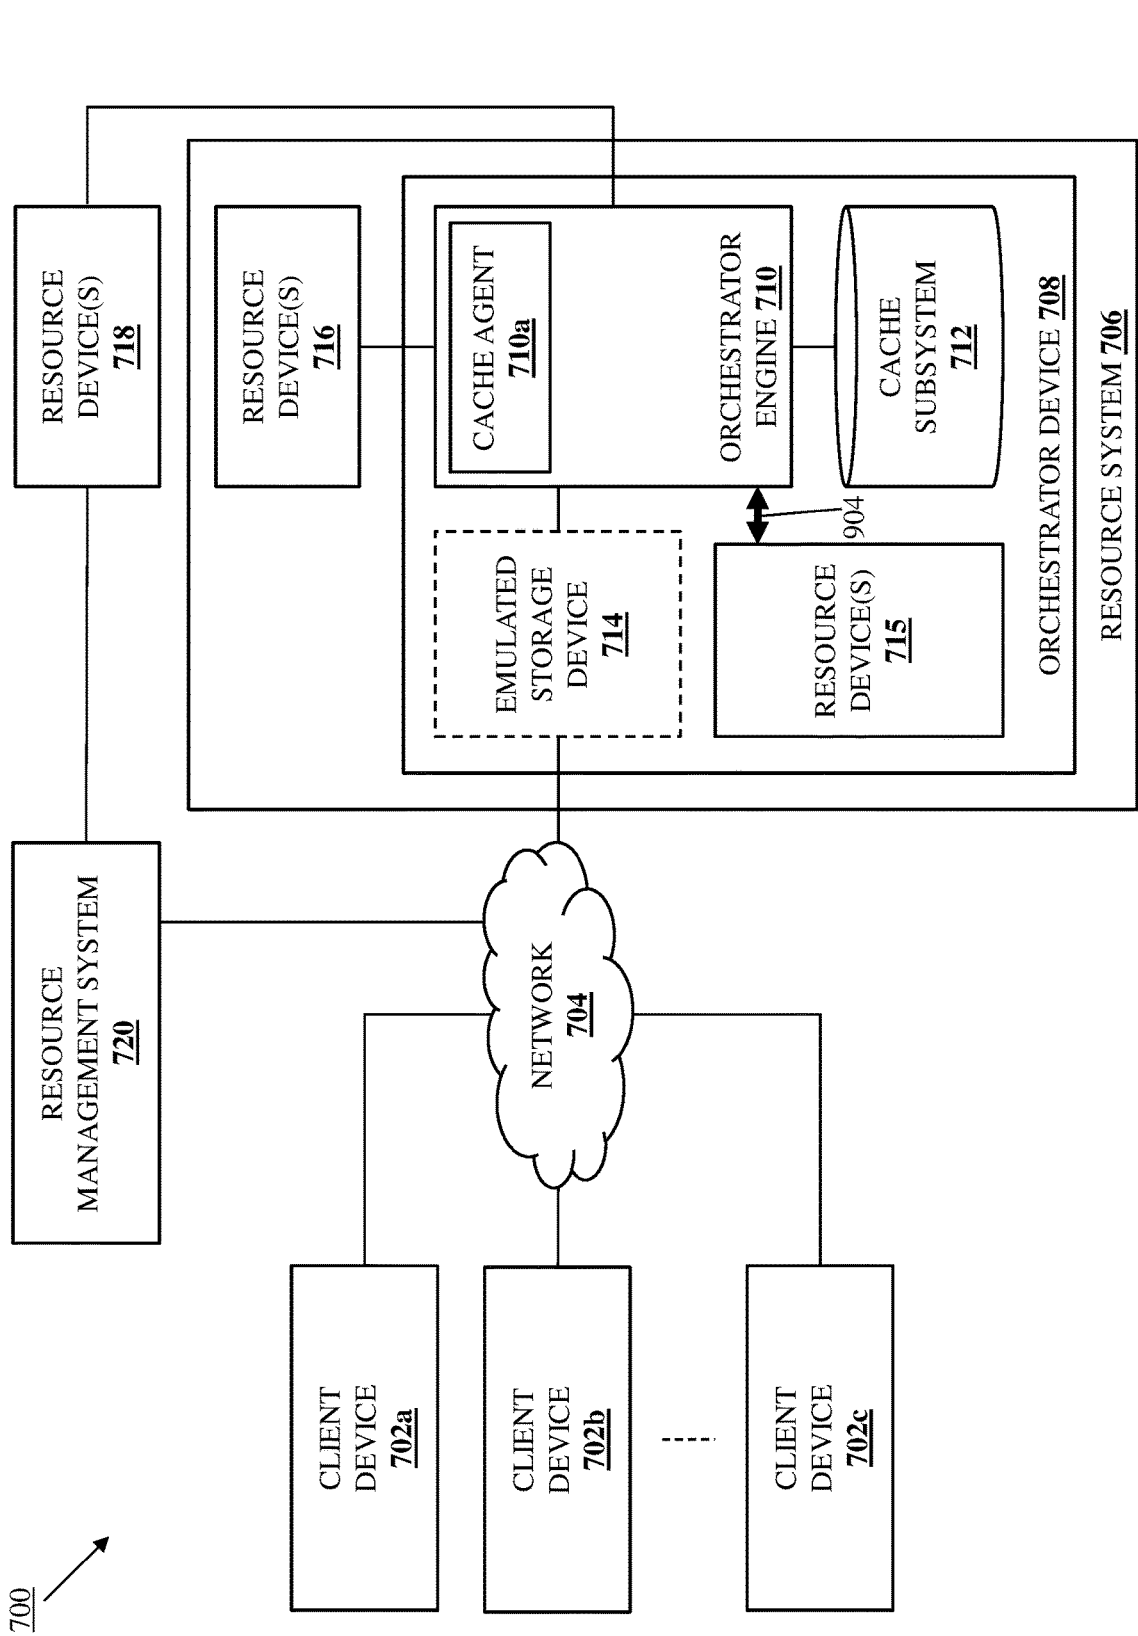 700
RESOURCE
MANAGEMENT SYSTEM
720
RESOURCE
DEVICE(S)
718
RESOURCE
DEVICE(S)
716
CLIENT
DEVICE
702a
CLIENT
DEVICE
702b
CLIENT
DEVICE
702c
NETWORK
704
EMULATED
STORAGE
DEVICE
714
CACHE AGENT
710a
ORCHESTRATOR
ENGINE 710
904
RESOURCE
DEVICE(S)
715
CACHE
SUBSYSTEM
712
ORCHESTRATOR DEVICE 708
RESOURCE SYSTEM 706